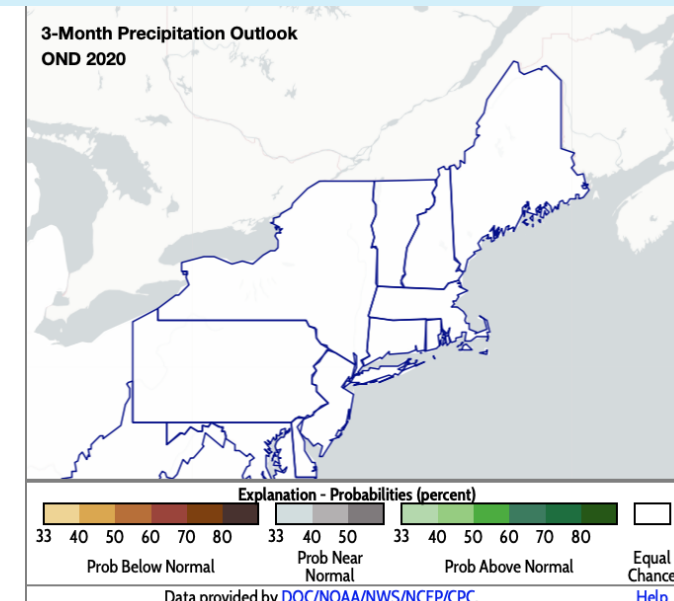 3-Month Precipitation Outlook
OND 2020
Explanation - Probabilities (percent)
33 40 50 60 70 80
33 40 50
33 40 50 60 70 80
Prob Below Normal
Prob Near
Normal
Prob Above Normal
Equal
Chance
Data provided by DOC/NOAA/NWS/NCEP/CPC
Help